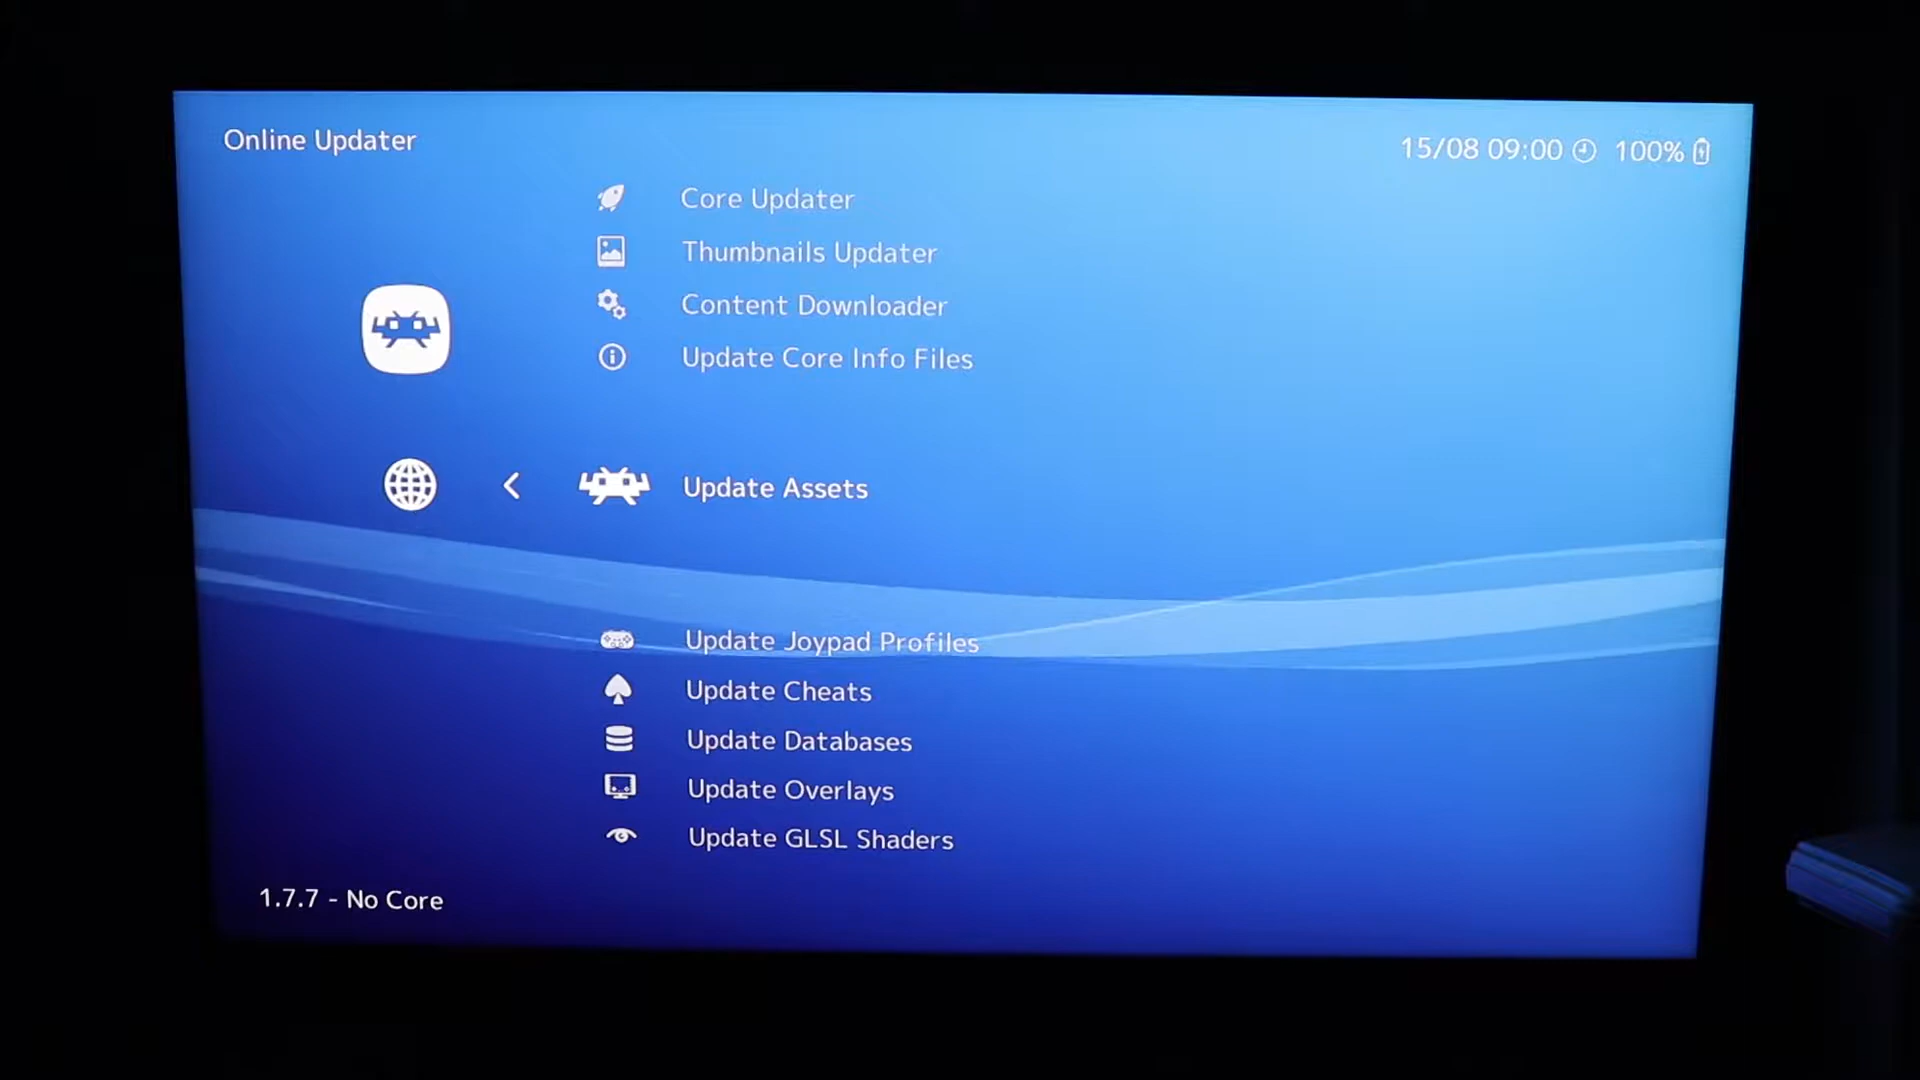 Online Updater
15/08 09:00 100%
Core Updater
Thumbnails Updater
Content Downloader
Update Core Info Files
Update Assets
Update Joypad Profiles
Update Cheats
Update Databases
Update Overlays
Update GLSL Shaders
1.7.7 - No Core